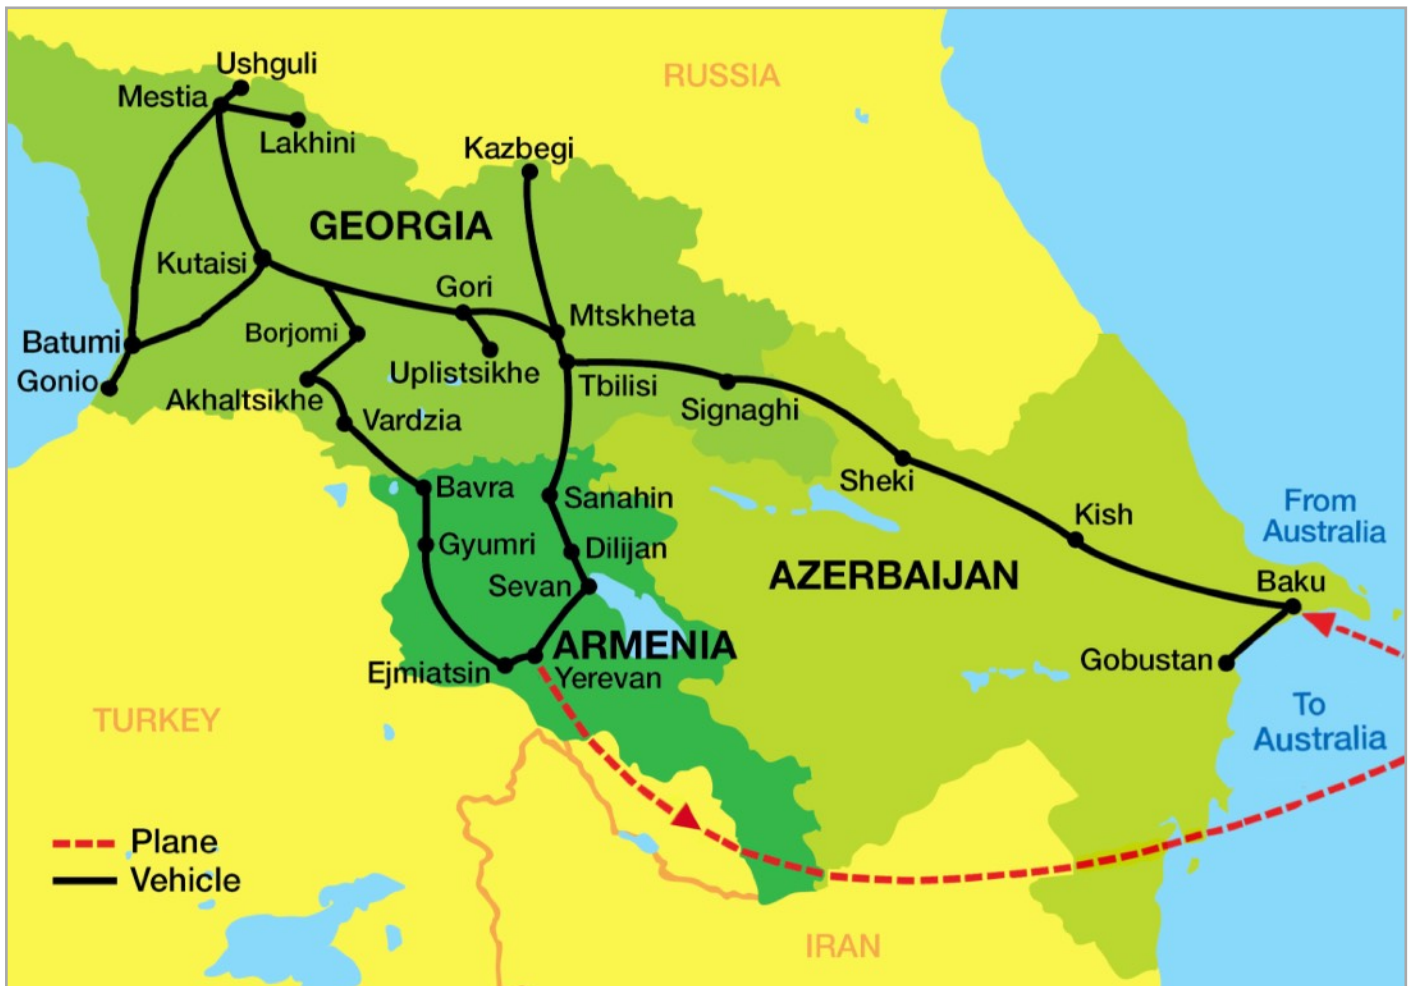 Ushguli
RUSSIA
Mestia
Lakhini
Kazbegi
GEORGIA
Kutaisi
Gori
Mtskheta
Batumi
Borjomi
Uplistsikhe
Tbilisi
Gonio
Akhaltsikhe
Signaghi
Vardzia
Sheki
Bavra
Sanahin
From
Australia
Kish
Gyumri
Dilijan
AZERBAIJAN
Sevan
Baku
ARMENIA
Gobustan
Ejmiatsin
Yerevan
TURKEY
To
Australia
Plane
Vehicle
IRAN